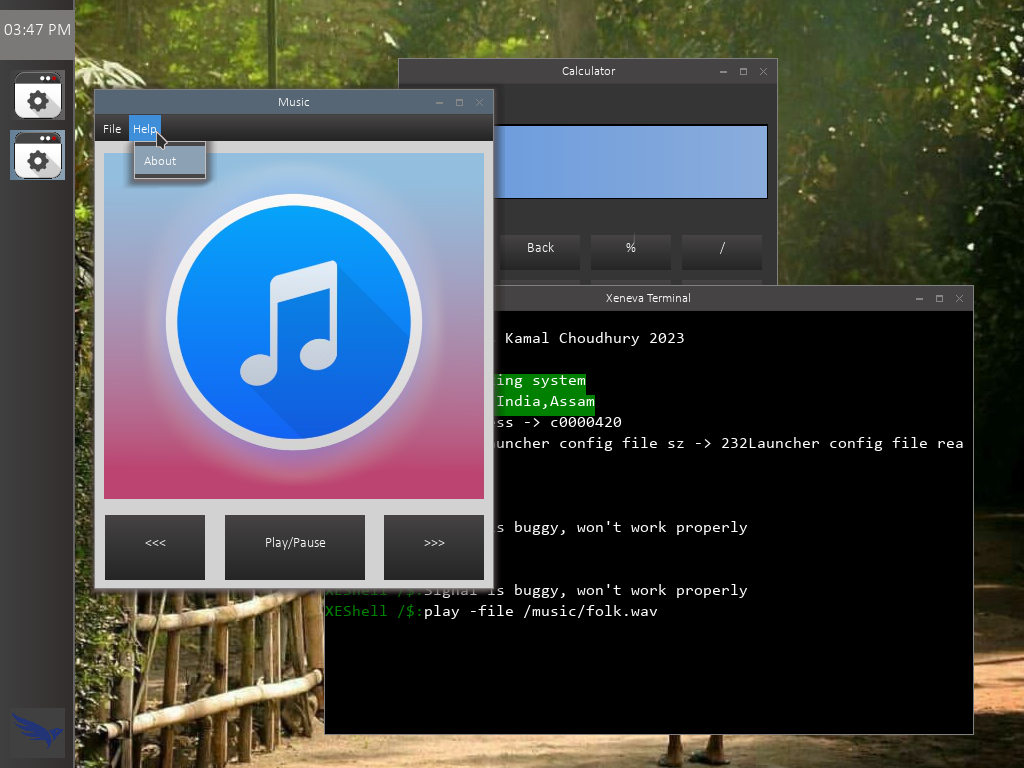 03:47 PM
Calculator
Music
File Help
About
Back % /
Xeneva Terminal
Kamal Choudhury 2023
ing system
India,Assam
ss -> c0000420
uncher config file sz -> 232Launcher config file rea
s buggy, won't work properly
XEShell /$:Signal is buggy, won't work properly
XEShell /$:play -file /music/folk.wav
<<< Play/Pause >>>